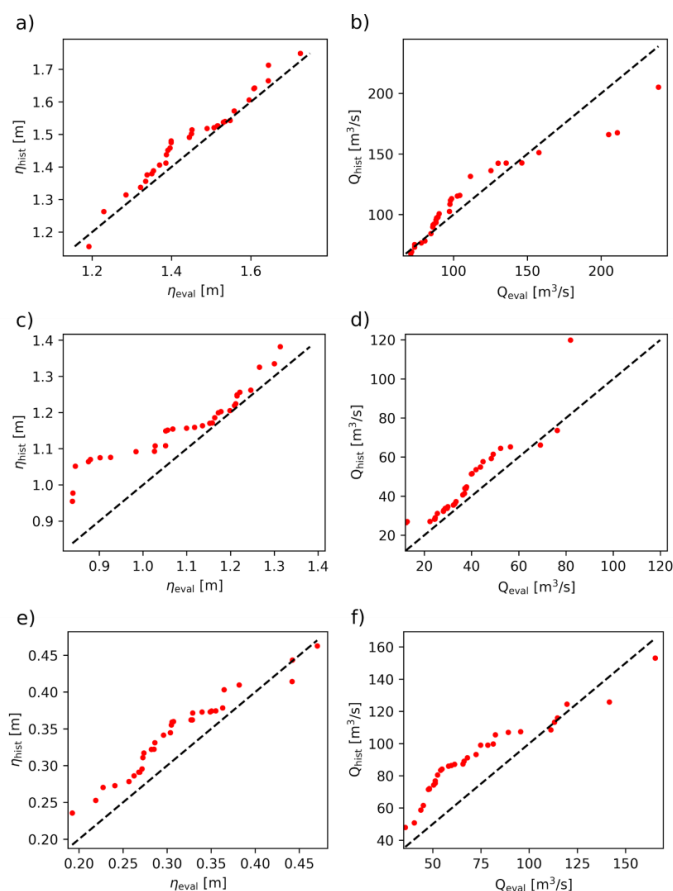 a)
1.7
1.6
1.5
1.4
1.3
1.2
η_hist [m]
1.2 1.4 1.6
η_eval [m]
b)
200
150
100
Q_hist [m³/s]
100 150 200
Q_eval [m³/s]
c)
1.4
1.3
1.2
1.1
1.0
0.9
η_hist [m]
0.9 1.0 1.1 1.2 1.3 1.4
η_eval [m]
d)
120
100
80
60
40
20
Q_hist [m³/s]
20 40 60 80 100 120
Q_eval [m³/s]
e)
0.45
0.40
0.35
0.30
0.25
0.20
η_hist [m]
0.20 0.25 0.30 0.35 0.40 0.45
η_eval [m]
f)
160
140
120
100
80
60
40
Q_hist [m³/s]
50 75 100 125 150
Q_eval [m³/s]